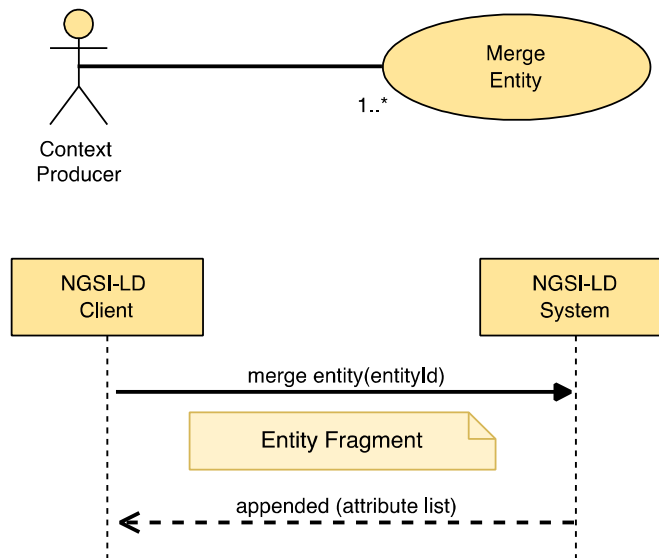 Merge
Entity
1..*
Context
Producer
NGSI-LD
Client
NGSI-LD
System
merge entity(entityId)
Entity Fragment
appended (attribute list)